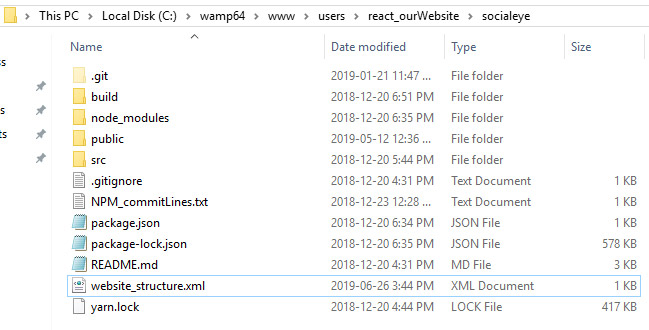 This PC > Local Disk (C:) > wamp64 > www > users > react_ourWebsite > socialeye
Name Date modified Type Size
.git 2019-01-21 11:47 ... File folder
build 2018-12-20 6:51 PM File folder
node_modules 2018-12-20 6:35 PM File folder
public 2019-05-12 12:36 ... File folder
src 2018-12-20 5:44 PM File folder
.gitignore 2018-12-20 4:31 PM Text Document 1 KB
NPM_commitLines.txt 2018-12-23 12:28 ... Text Document 1 KB
package.json 2018-12-20 6:34 PM JSON File 1 KB
package-lock.json 2018-12-20 6:35 PM JSON File 578 KB
README.md 2018-12-20 4:31 PM MD File 3 KB
website_structure.xml 2019-06-26 3:44 PM XML Document 1 KB
yarn.lock 2018-12-20 4:44 PM LOCK File 417 KB